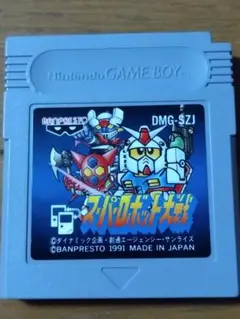 Nintendo GAME BOY
BANPRESTO
DMG-SZJ
スーパーロボット大戦
©ダイナミック企画・創通エージェンシー・サンライズ
©BANPRESTO 1991 MADE IN JAPAN